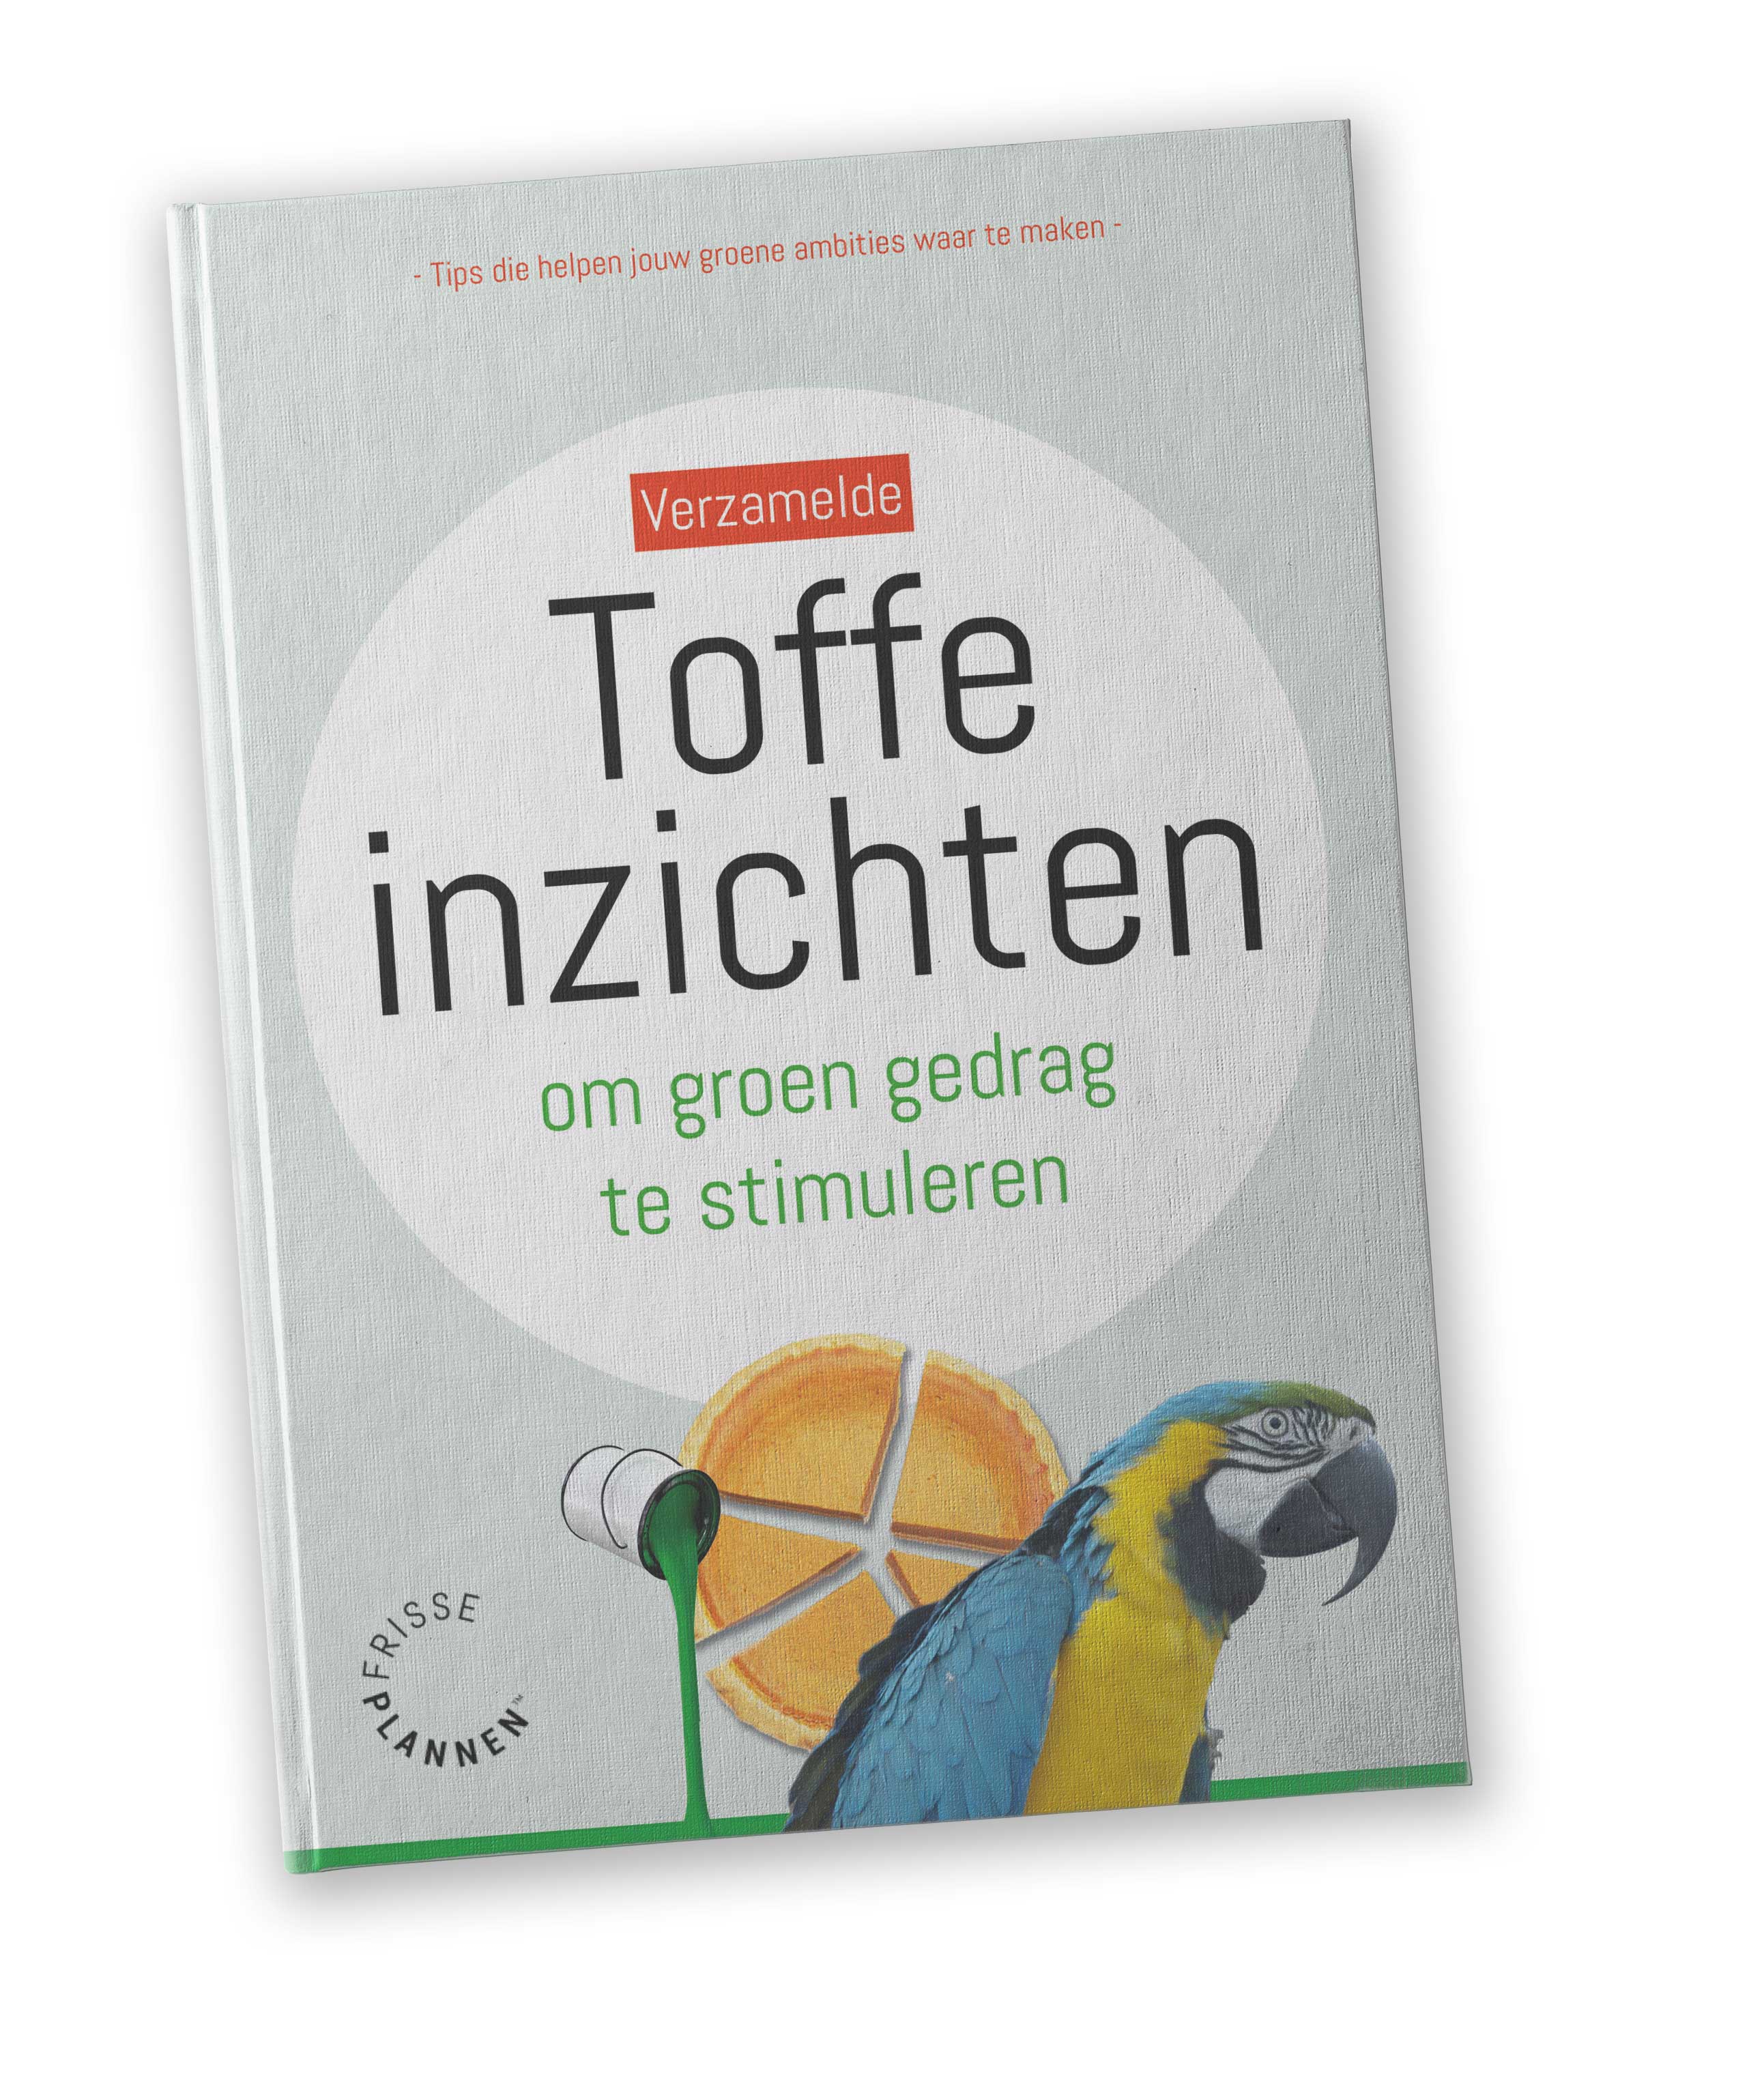 - Tips die helpen jouw groene ambities waar te maken -
Verzamelde
Toffe
inzichten
om groen gedrag
te stimuleren
FRISSE
PLANNEN™